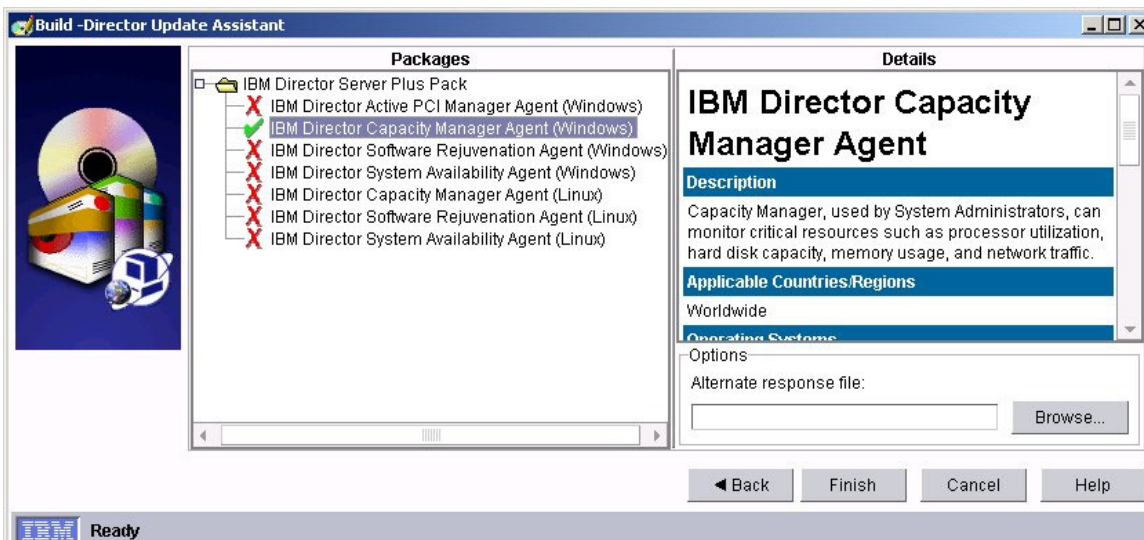 Build -Director Update Assistant
Packages
IBM Director Server Plus Pack
IBM Director Active PCI Manager Agent (Windows)
IBM Director Capacity Manager Agent (Windows)
IBM Director Software Rejuvenation Agent (Windows)
IBM Director System Availability Agent (Windows)
IBM Director Capacity Manager Agent (Linux)
IBM Director Software Rejuvenation Agent (Linux)
IBM Director System Availability Agent (Linux)
Details
IBM Director Capacity
Manager Agent
Description
Capacity Manager, used by System Administrators, can
monitor critical resources such as processor utilization,
hard disk capacity, memory usage, and network traffic.
Applicable Countries/Regions
Worldwide
Operating Systems
Options
Alternate response file:
Browse...
Back
Finish
Cancel
Help
IBM
Ready